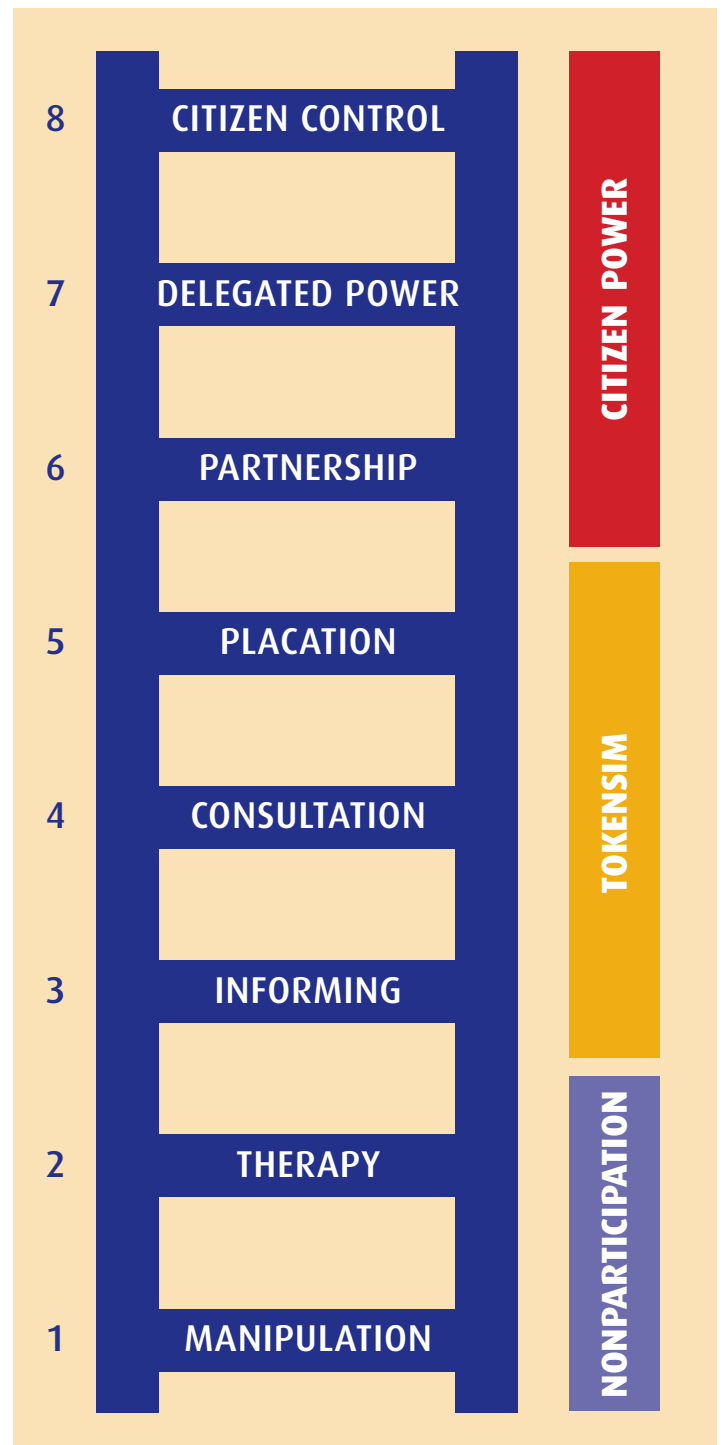 8 CITIZEN CONTROL
7 DELEGATED POWER
6 PARTNERSHIP
5 PLACATION
4 CONSULTATION
3 INFORMING
2 THERAPY
1 MANIPULATION
CITIZEN POWER
TOKENSIM
NONPARTICIPATION